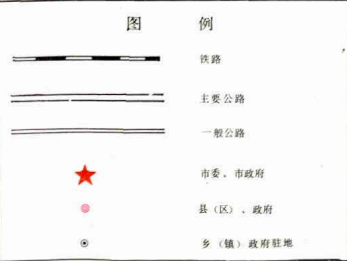 图 例
铁路
主要公路
一般公路
市委、市政府
县（区）、政府
乡（镇）政府驻地